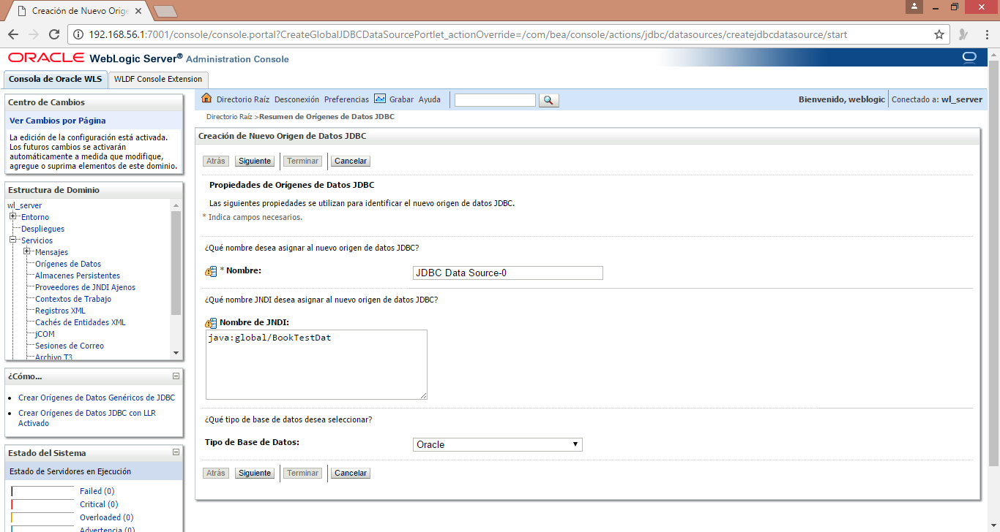 Creación de Nuevo Orige
192.168.56.1:7001/console/console.portal?CreateGlobalJDBCDataSourcePortlet_actionOverride=/com/bea/console/actions/jdbc/datasources/createjdbcdatasource/start
ORACLE WebLogic Server® Administration Console
Consola de Oracle WLS WLDF Console Extension
Centro de Cambios
Ver Cambios por Página
La edición de la configuración está activada.
Los futuros cambios se activarán
automáticamente a medida que modifique,
agregue o suprima elementos de este dominio.
Estructura de Dominio
wl_server
Entorno
Despliegues
Servicios
Mensajes
Orígenes de Datos
Almacenes Persistentes
Proveedores de JNDI Ajenos
Contextos de Trabajo
Registros XML
Cachés de Entidades XML
jCOM
Sesiones de Correo
Archivo T3
¿Cómo...
Crear Orígenes de Datos Genéricos de JDBC
Crear Orígenes de Datos JDBC con LLR
Activado
Estado del Sistema
Estado de Servidores en Ejecución
Failed (0)
Critical (0)
Overloaded (0)
Advertencia (0)
Directorio Raíz Desconexión Preferencias Grabar Ayuda
Bienvenido, weblogic Conectado a: wl_server
Directorio Raíz >Resumen de Orígenes de Datos JDBC
Creación de Nuevo Origen de Datos JDBC
Atrás Siguiente Terminar Cancelar
Propiedades de Orígenes de Datos JDBC
Las siguientes propiedades se utilizan para identificar el nuevo origen de datos JDBC.
* Indica campos necesarios.
¿Qué nombre desea asignar al nuevo origen de datos JDBC?
* Nombre: JDBC Data Source-0
¿Qué nombre JNDI desea asignar al nuevo origen de datos JDBC?
Nombre de JNDI:
java:global/BookTestDat
¿Qué tipo de base de datos desea seleccionar?
Tipo de Base de Datos: Oracle
Atrás Siguiente Terminar Cancelar